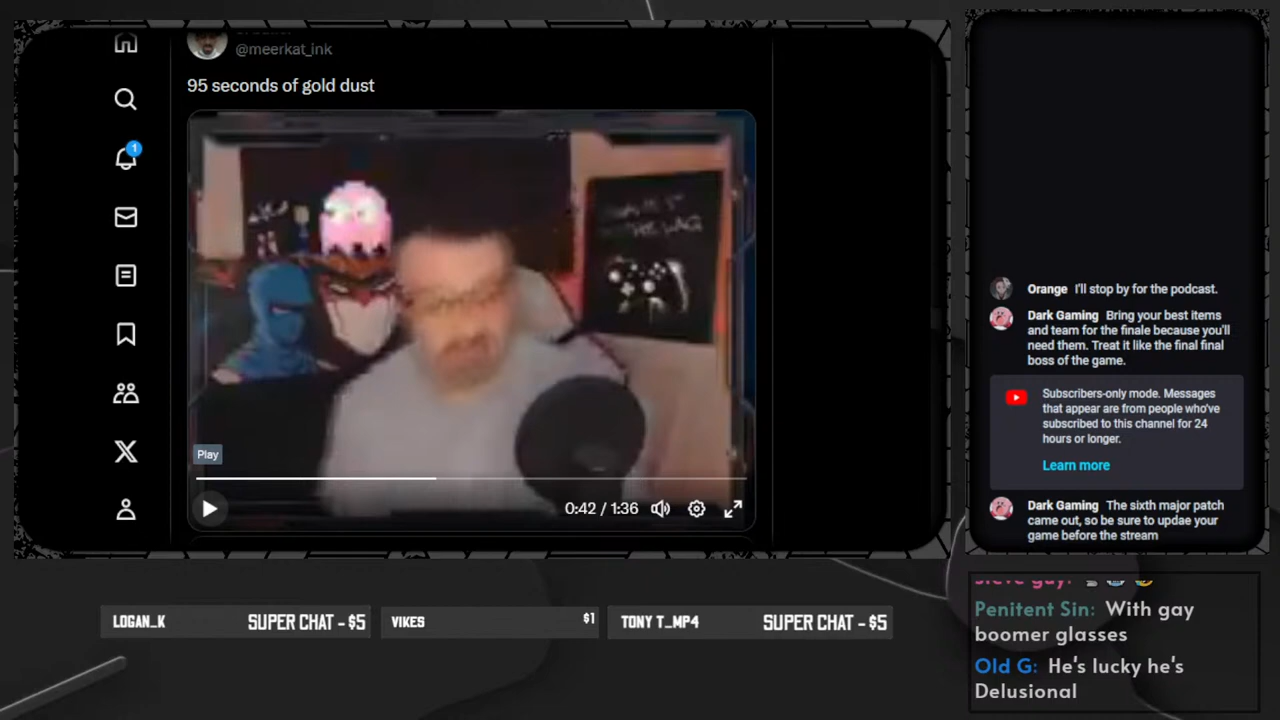 @meerkat_ink
1
95 seconds of gold dust
Play
0:42 / 1:36
Orange I'll stop by for the podcast.
Dark Gaming Bring your best items
and team for the finale because you'll
need them. Treat it like the final final
boss of the game.
Subscribers-only mode. Messages
that appear are from people who've
subscribed to this channel for 24
hours or longer.
Learn more
Dark Gaming The sixth major patch
came out, so be sure to updae your
game before the stream
Penitent Sin: With gay
boomer glasses
Old G: He's lucky he's
Delusional
LOGAN_K SUPER CHAT - $5
VIKES $1
TONY T_MP4 SUPER CHAT - $5